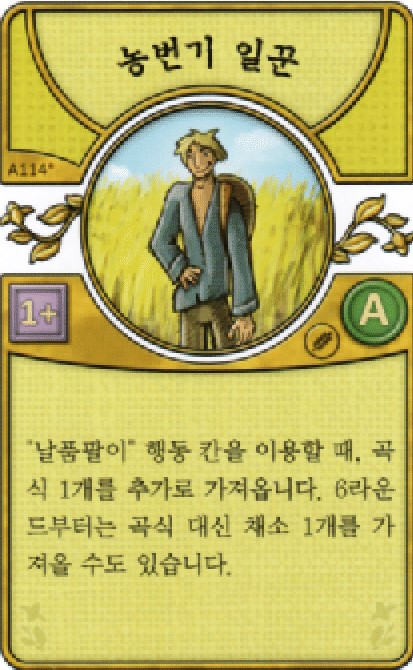 농번기 일꾼
A114*
1+
A
"날품팔이" 행동 칸을 이용할 때, 곡
식 1개를 추가로 가져옵니다. 6라운
드부터는 곡식 대신 채소 1개를 가
져올 수도 있습니다.